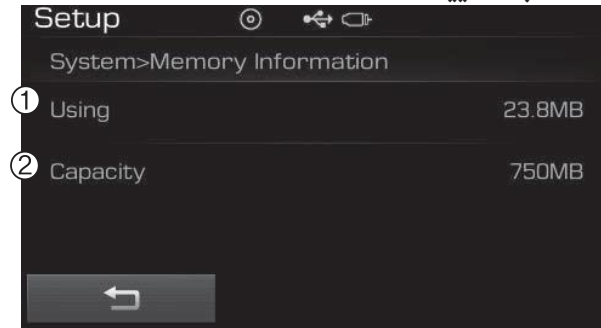 Setup
System>Memory Information
① Using 23.8MB
② Capacity 750MB